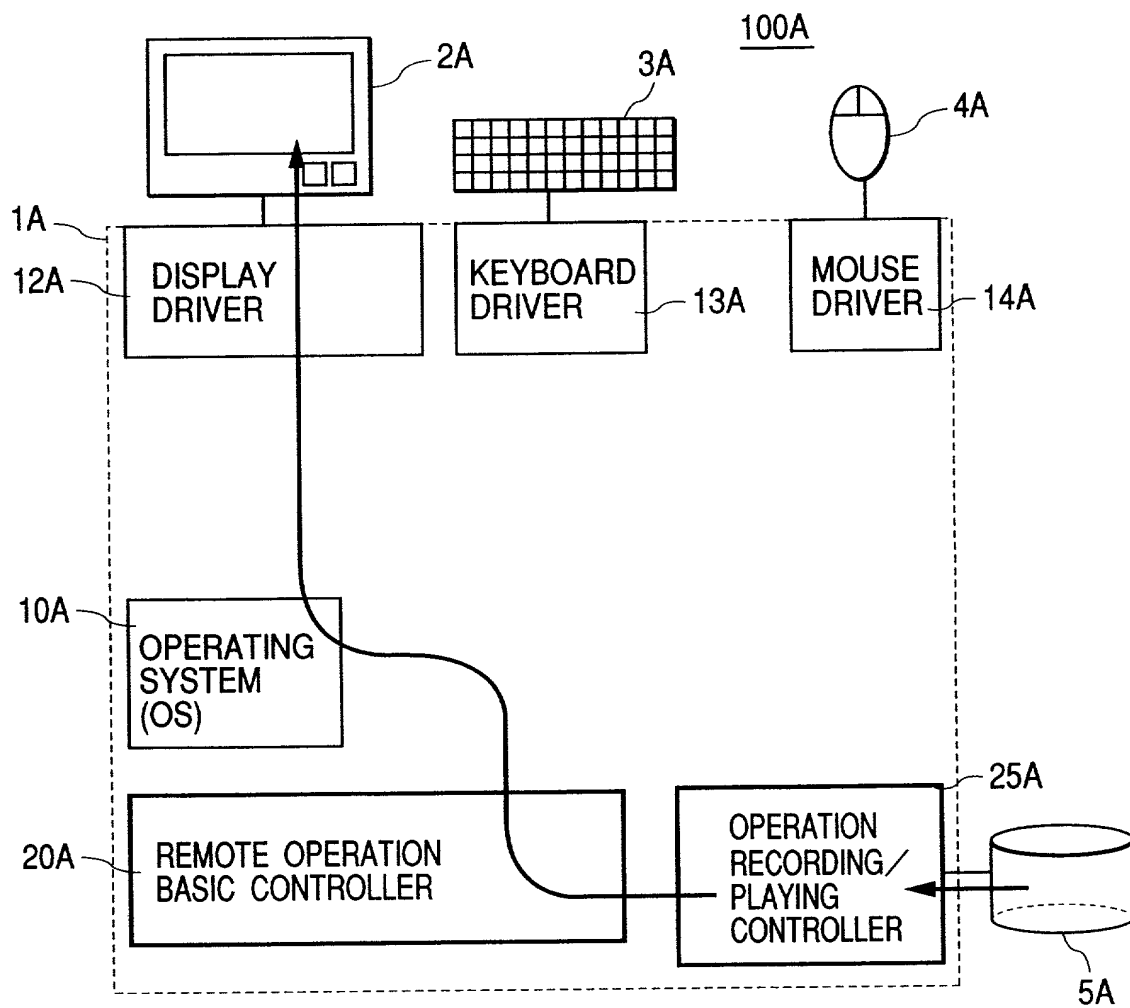 100A
2A
3A
4A
1A
12A
DISPLAY
DRIVER
KEYBOARD
DRIVER
13A
MOUSE
DRIVER
14A
10A
OPERATING
SYSTEM
(OS)
25A
20A
REMOTE OPERATION
BASIC CONTROLLER
OPERATION
RECORDING/
PLAYING
CONTROLLER
5A